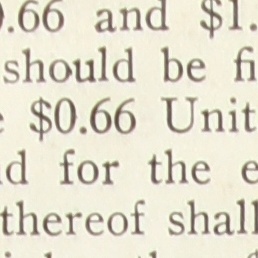 .66 and $1.
should be fi
$0.66 Unit
d for the e
thereof shall